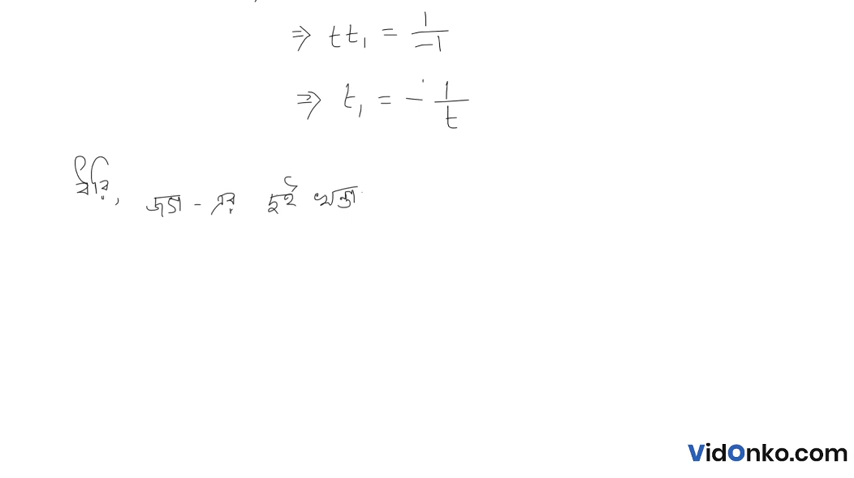 ⇒ tt₁ = 1/−1
⇒ t₁ = − 1/t
ধরি, জ্যা - এর দুই
VidOnko.com